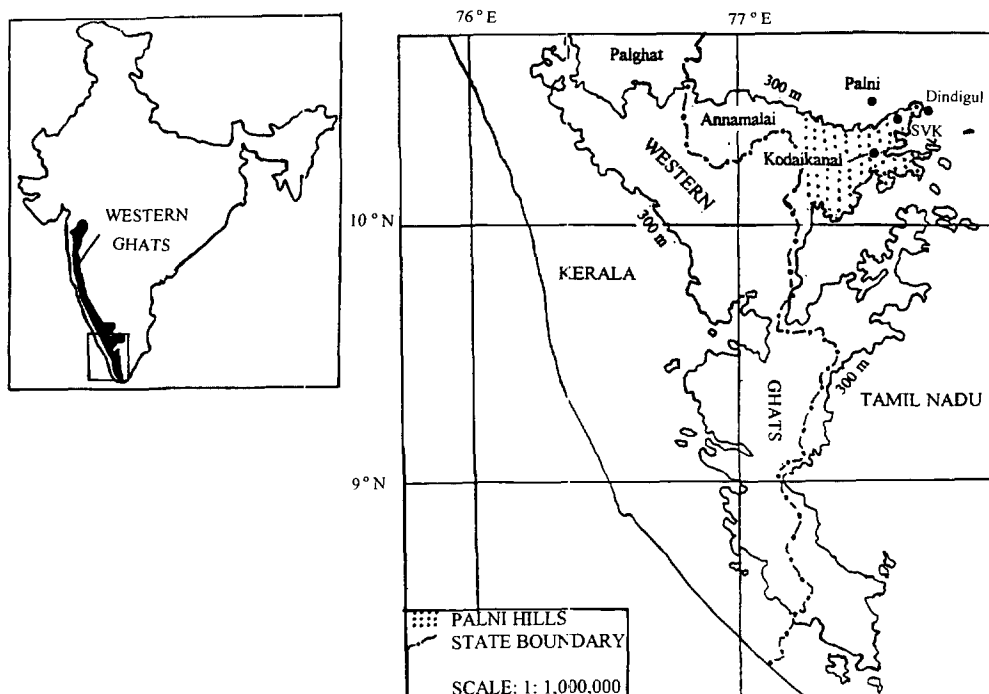 WESTERN
GHATS
76° E
77° E
Palghat
300 m
Palni
Dindigul
Annamalai
SVK
Kodaikanal
WESTERN
10° N
300 m
KERALA
300 m
GHATS
TAMIL NADU
9° N
PALNI HILLS
STATE BOUNDARY
SCALE: 1: 1,000,000